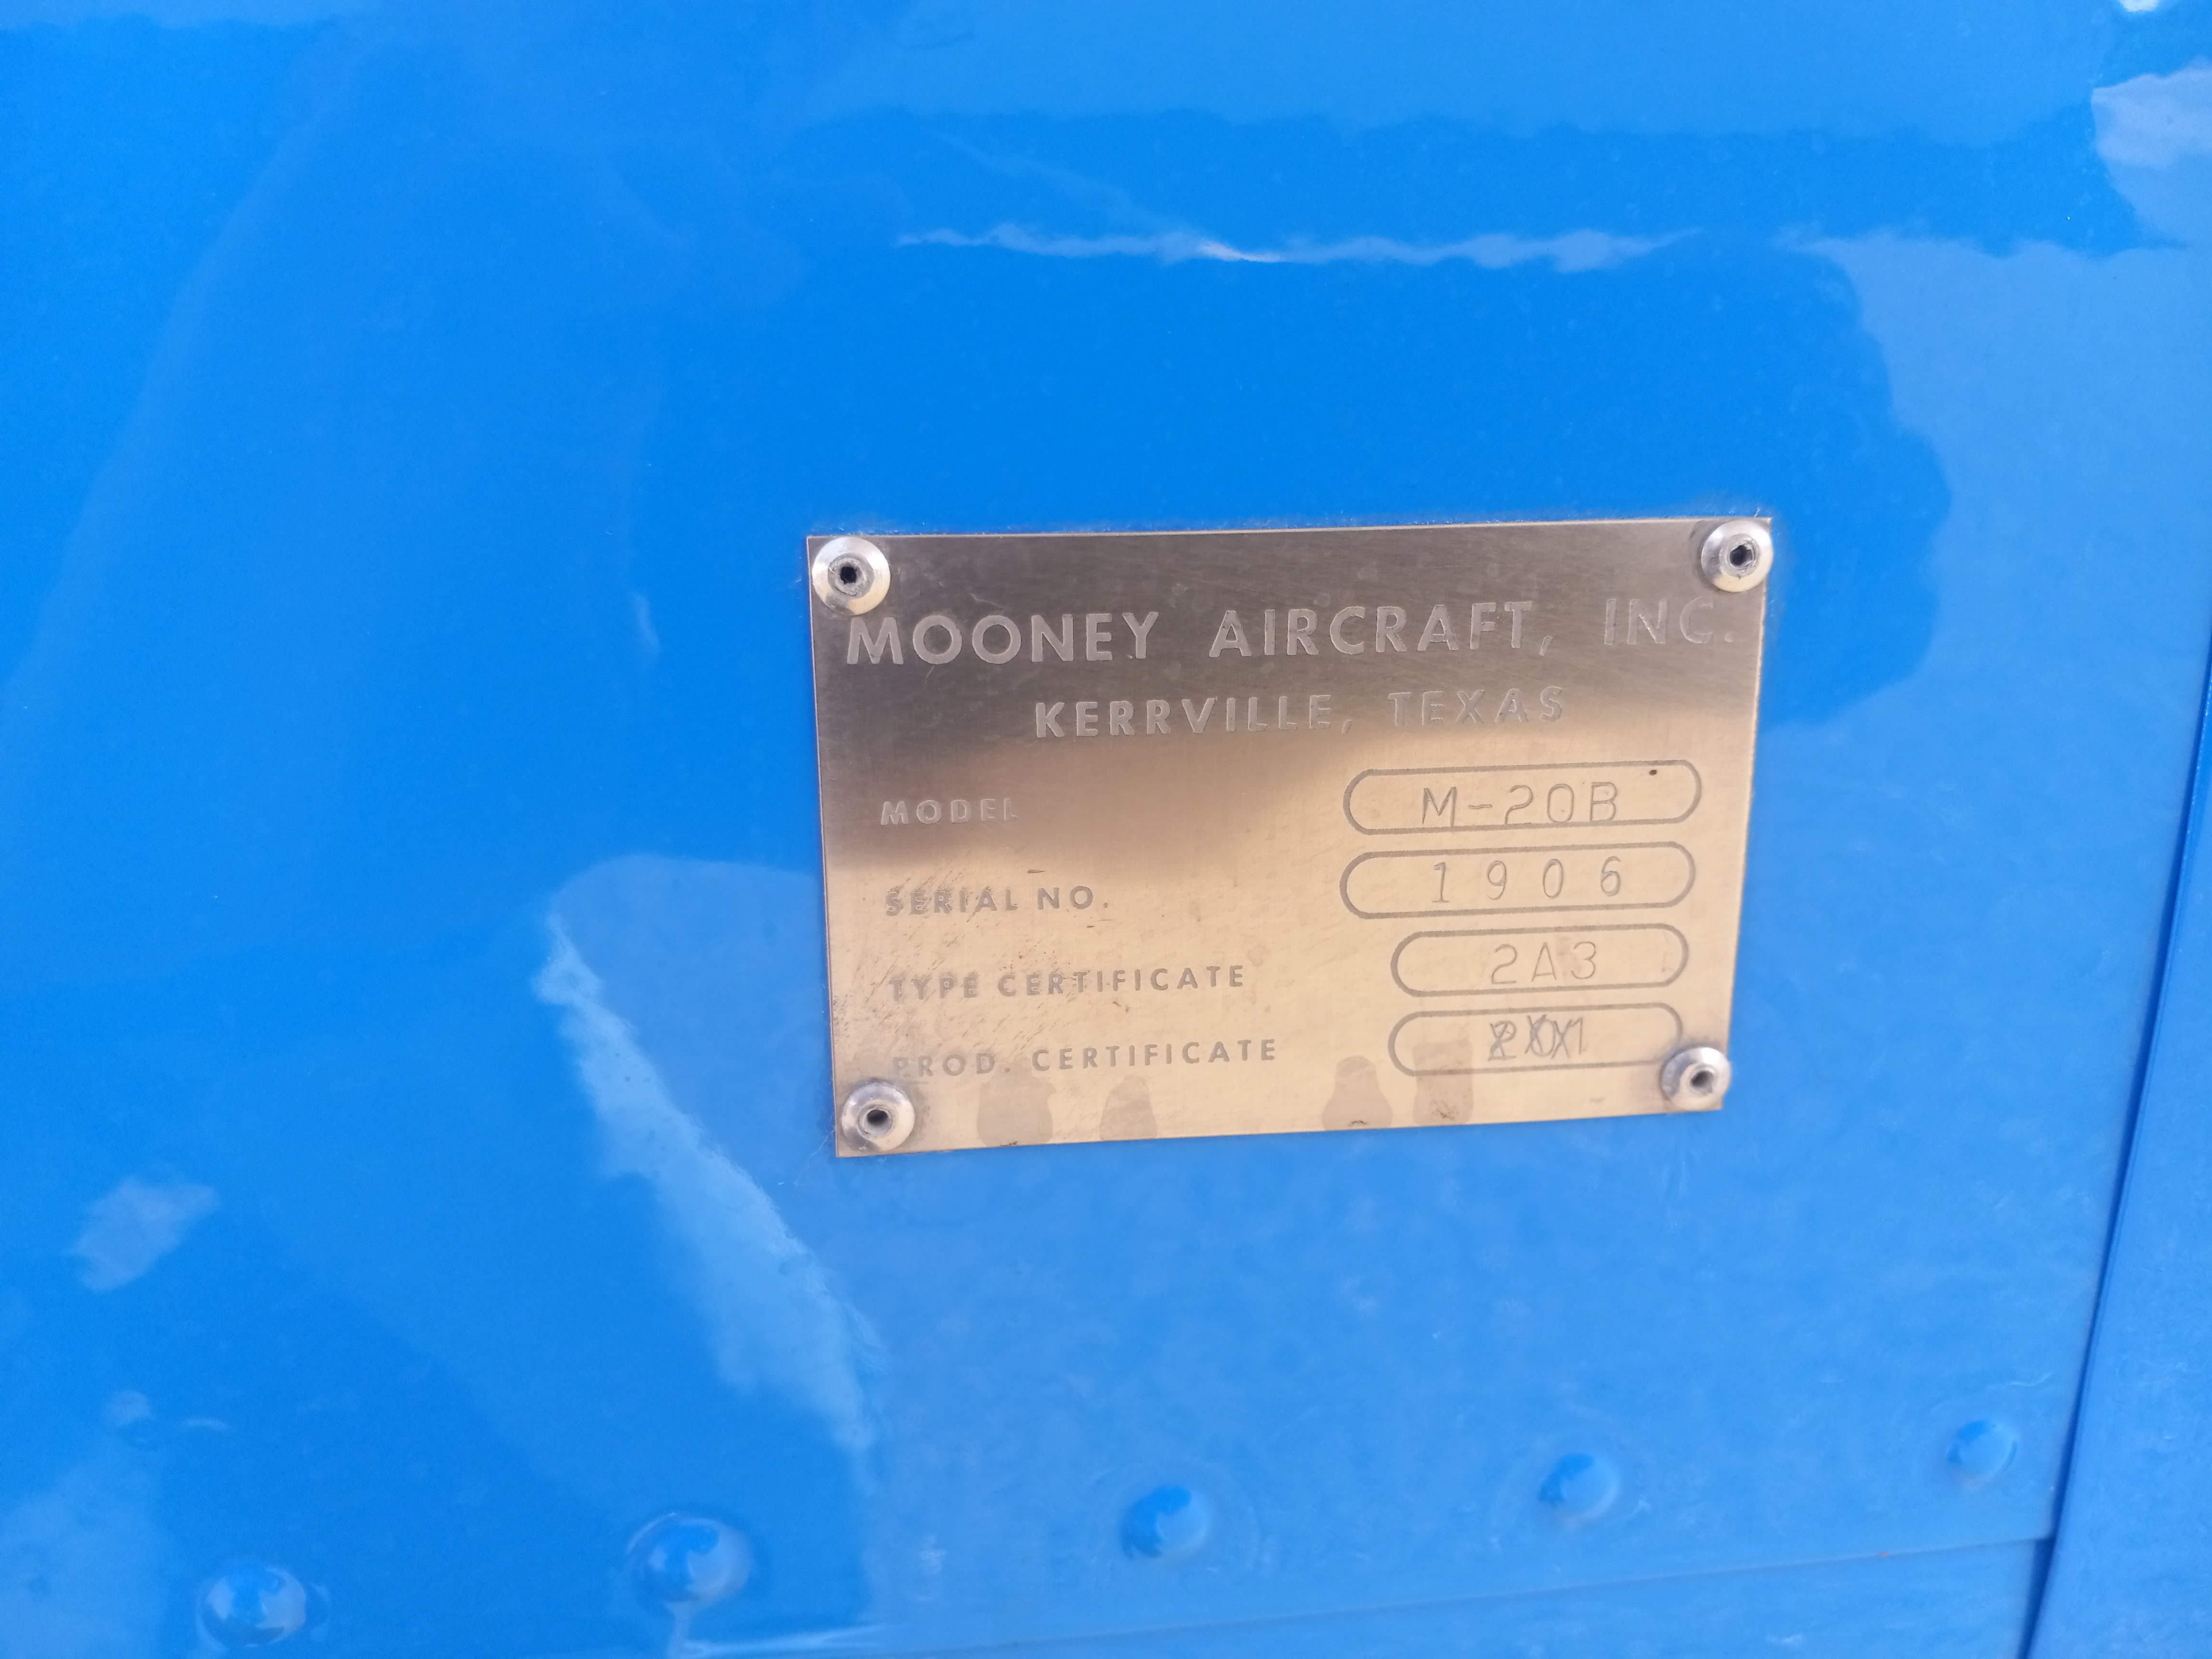 MOONEY AIRCRAFT, INC.
KERRVILLE, TEXAS
MODEL M-20B
SERIAL NO. 1906
TYPE CERTIFICATE 2A3
PROD. CERTIFICATE